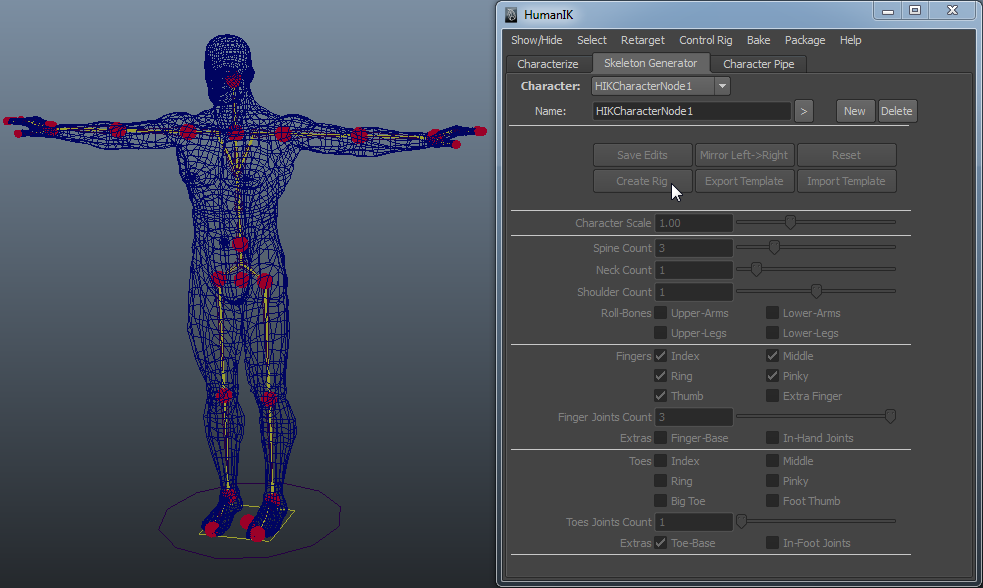 HumanIK
Show/Hide Select Retarget Control Rig Bake Package Help
Characterize Skeleton Generator Character Pipe
Character: HIKCharacterNode1
Name: HIKCharacterNode1 > New Delete
Save Edits Mirror Left->Right Reset
Create Rig Export Template Import Template
Character Scale 1.00
Spine Count 3
Neck Count 1
Shoulder Count 1
Roll-Bones Upper-Arms Lower-Arms
Upper-Legs Lower-Legs
Fingers Index Middle
Ring Pinky
Thumb Extra Finger
Finger Joints Count 3
Extras Finger-Base In-Hand Joints
Toes Index Middle
Ring Pinky
Big Toe Foot Thumb
Toes Joints Count 1
Extras Toe-Base In-Foot Joints